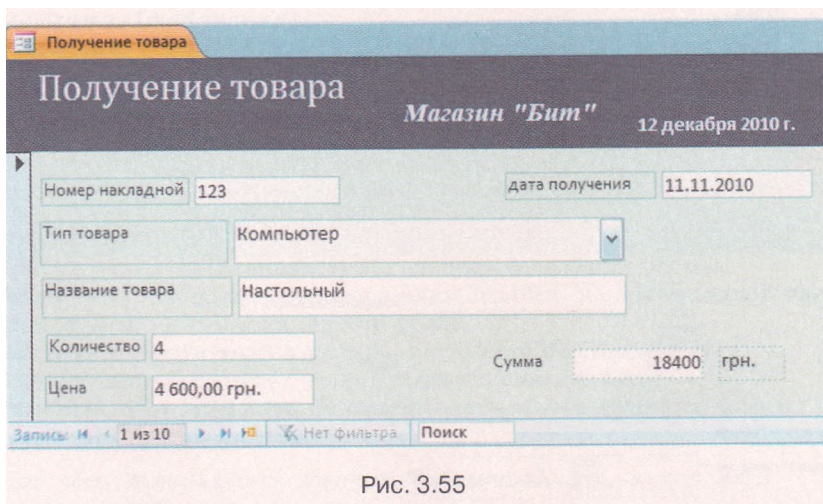 Получение товара
Получение товара
Магазин "Бит"
12 декабря 2010 г.
Номер накладной 123
дата получения 11.11.2010
Тип товара Компьютер
Название товара Настольный
Количество 4
Сумма 18400 грн.
Цена 4 600,00 грн.
Запись: 1 из 10 Нет фильтра Поиск
Рис. 3.55